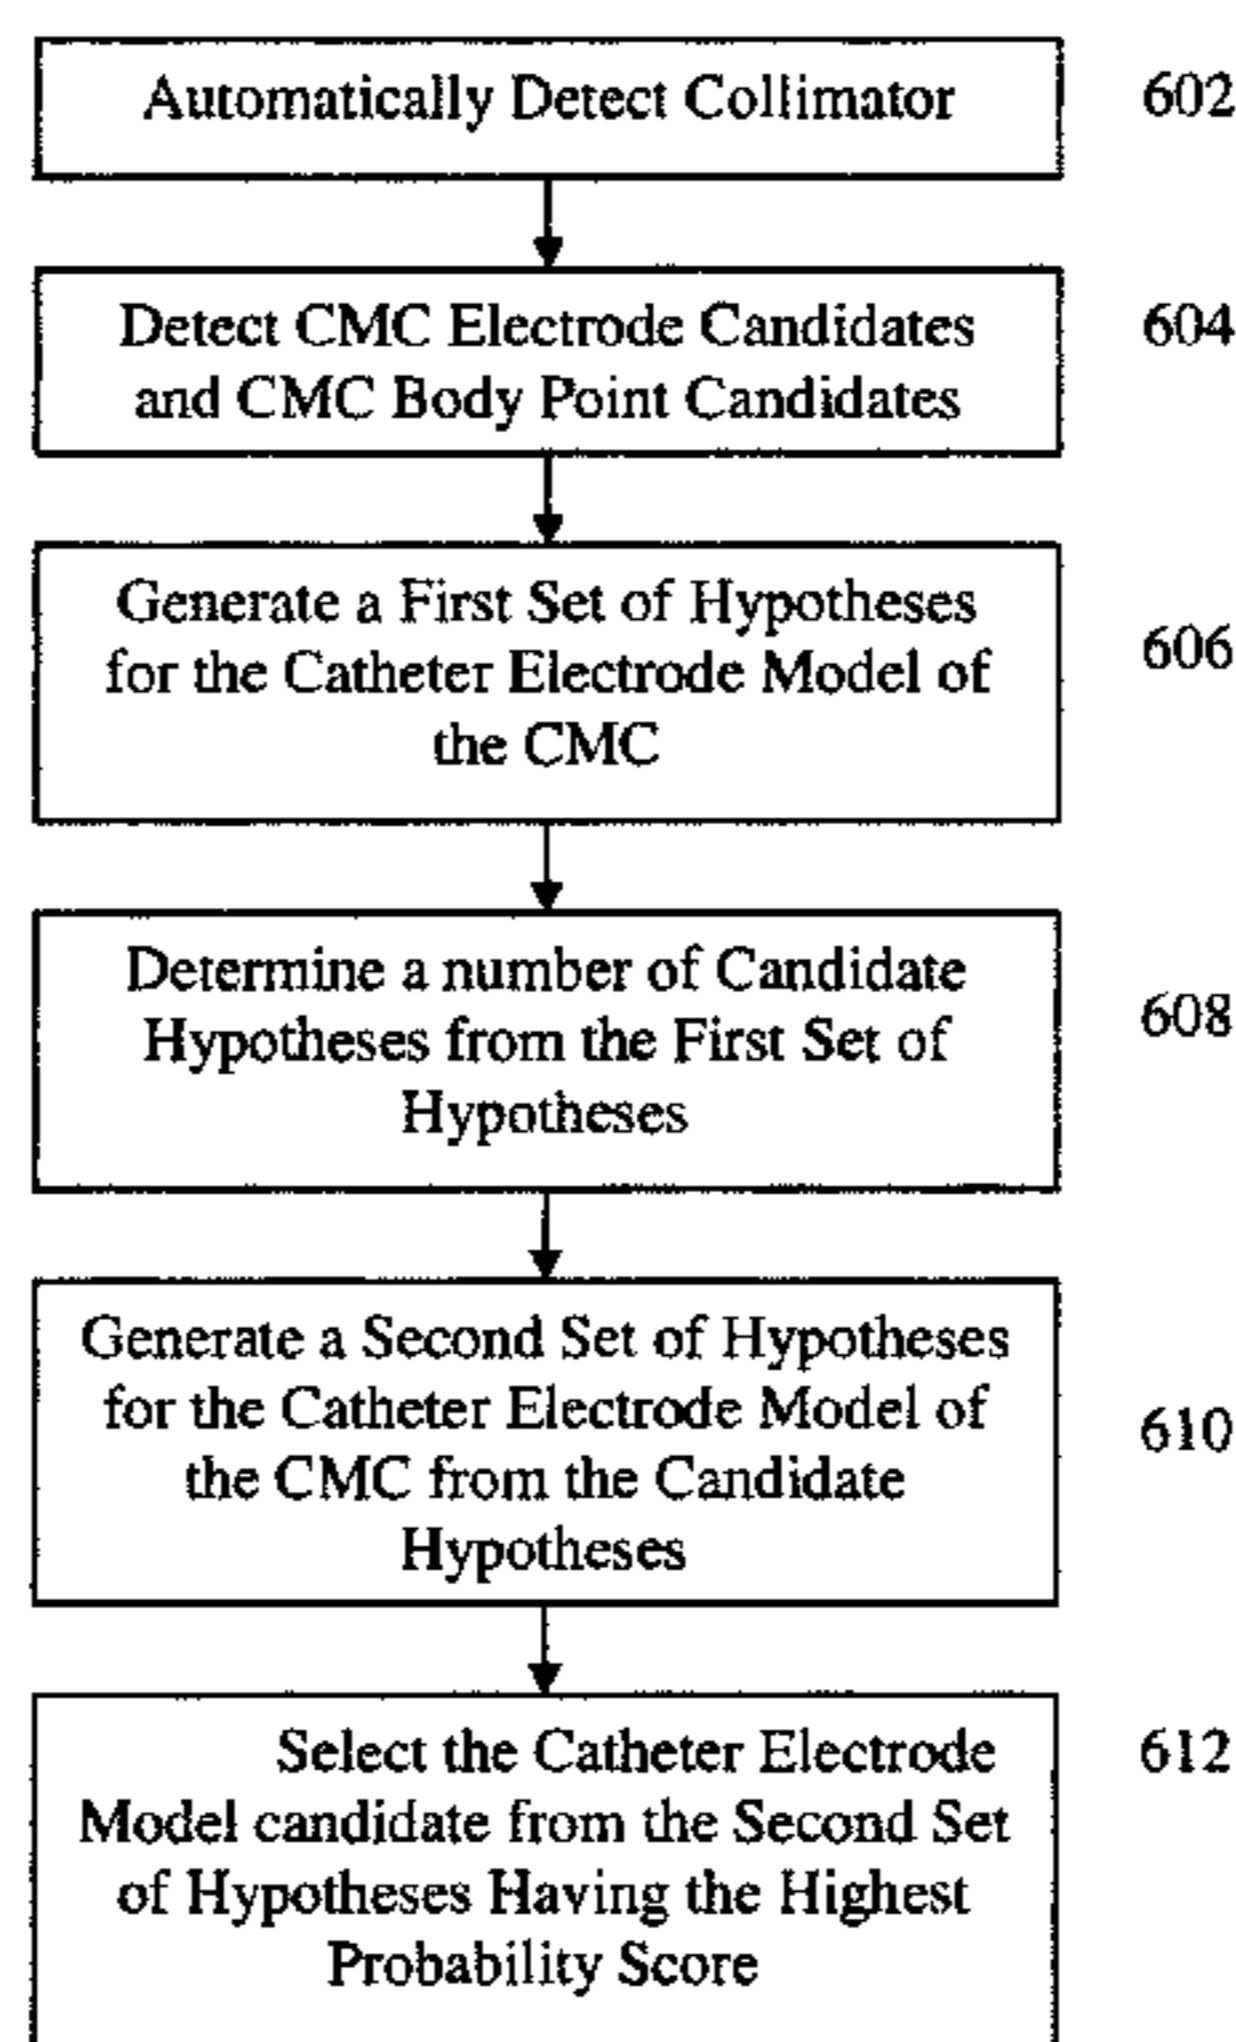 Automatically Detect Collimator
602
Detect CMC Electrode Candidates
and CMC Body Point Candidates
604
Generate a First Set of Hypotheses
for the Catheter Electrode Model of
the CMC
606
Determine a number of Candidate
Hypotheses from the First Set of
Hypotheses
608
Generate a Second Set of Hypotheses
for the Catheter Electrode Model of
the CMC from the Candidate
Hypotheses
610
Select the Catheter Electrode
Model candidate from the Second Set
of Hypotheses Having the Highest
Probability Score
612